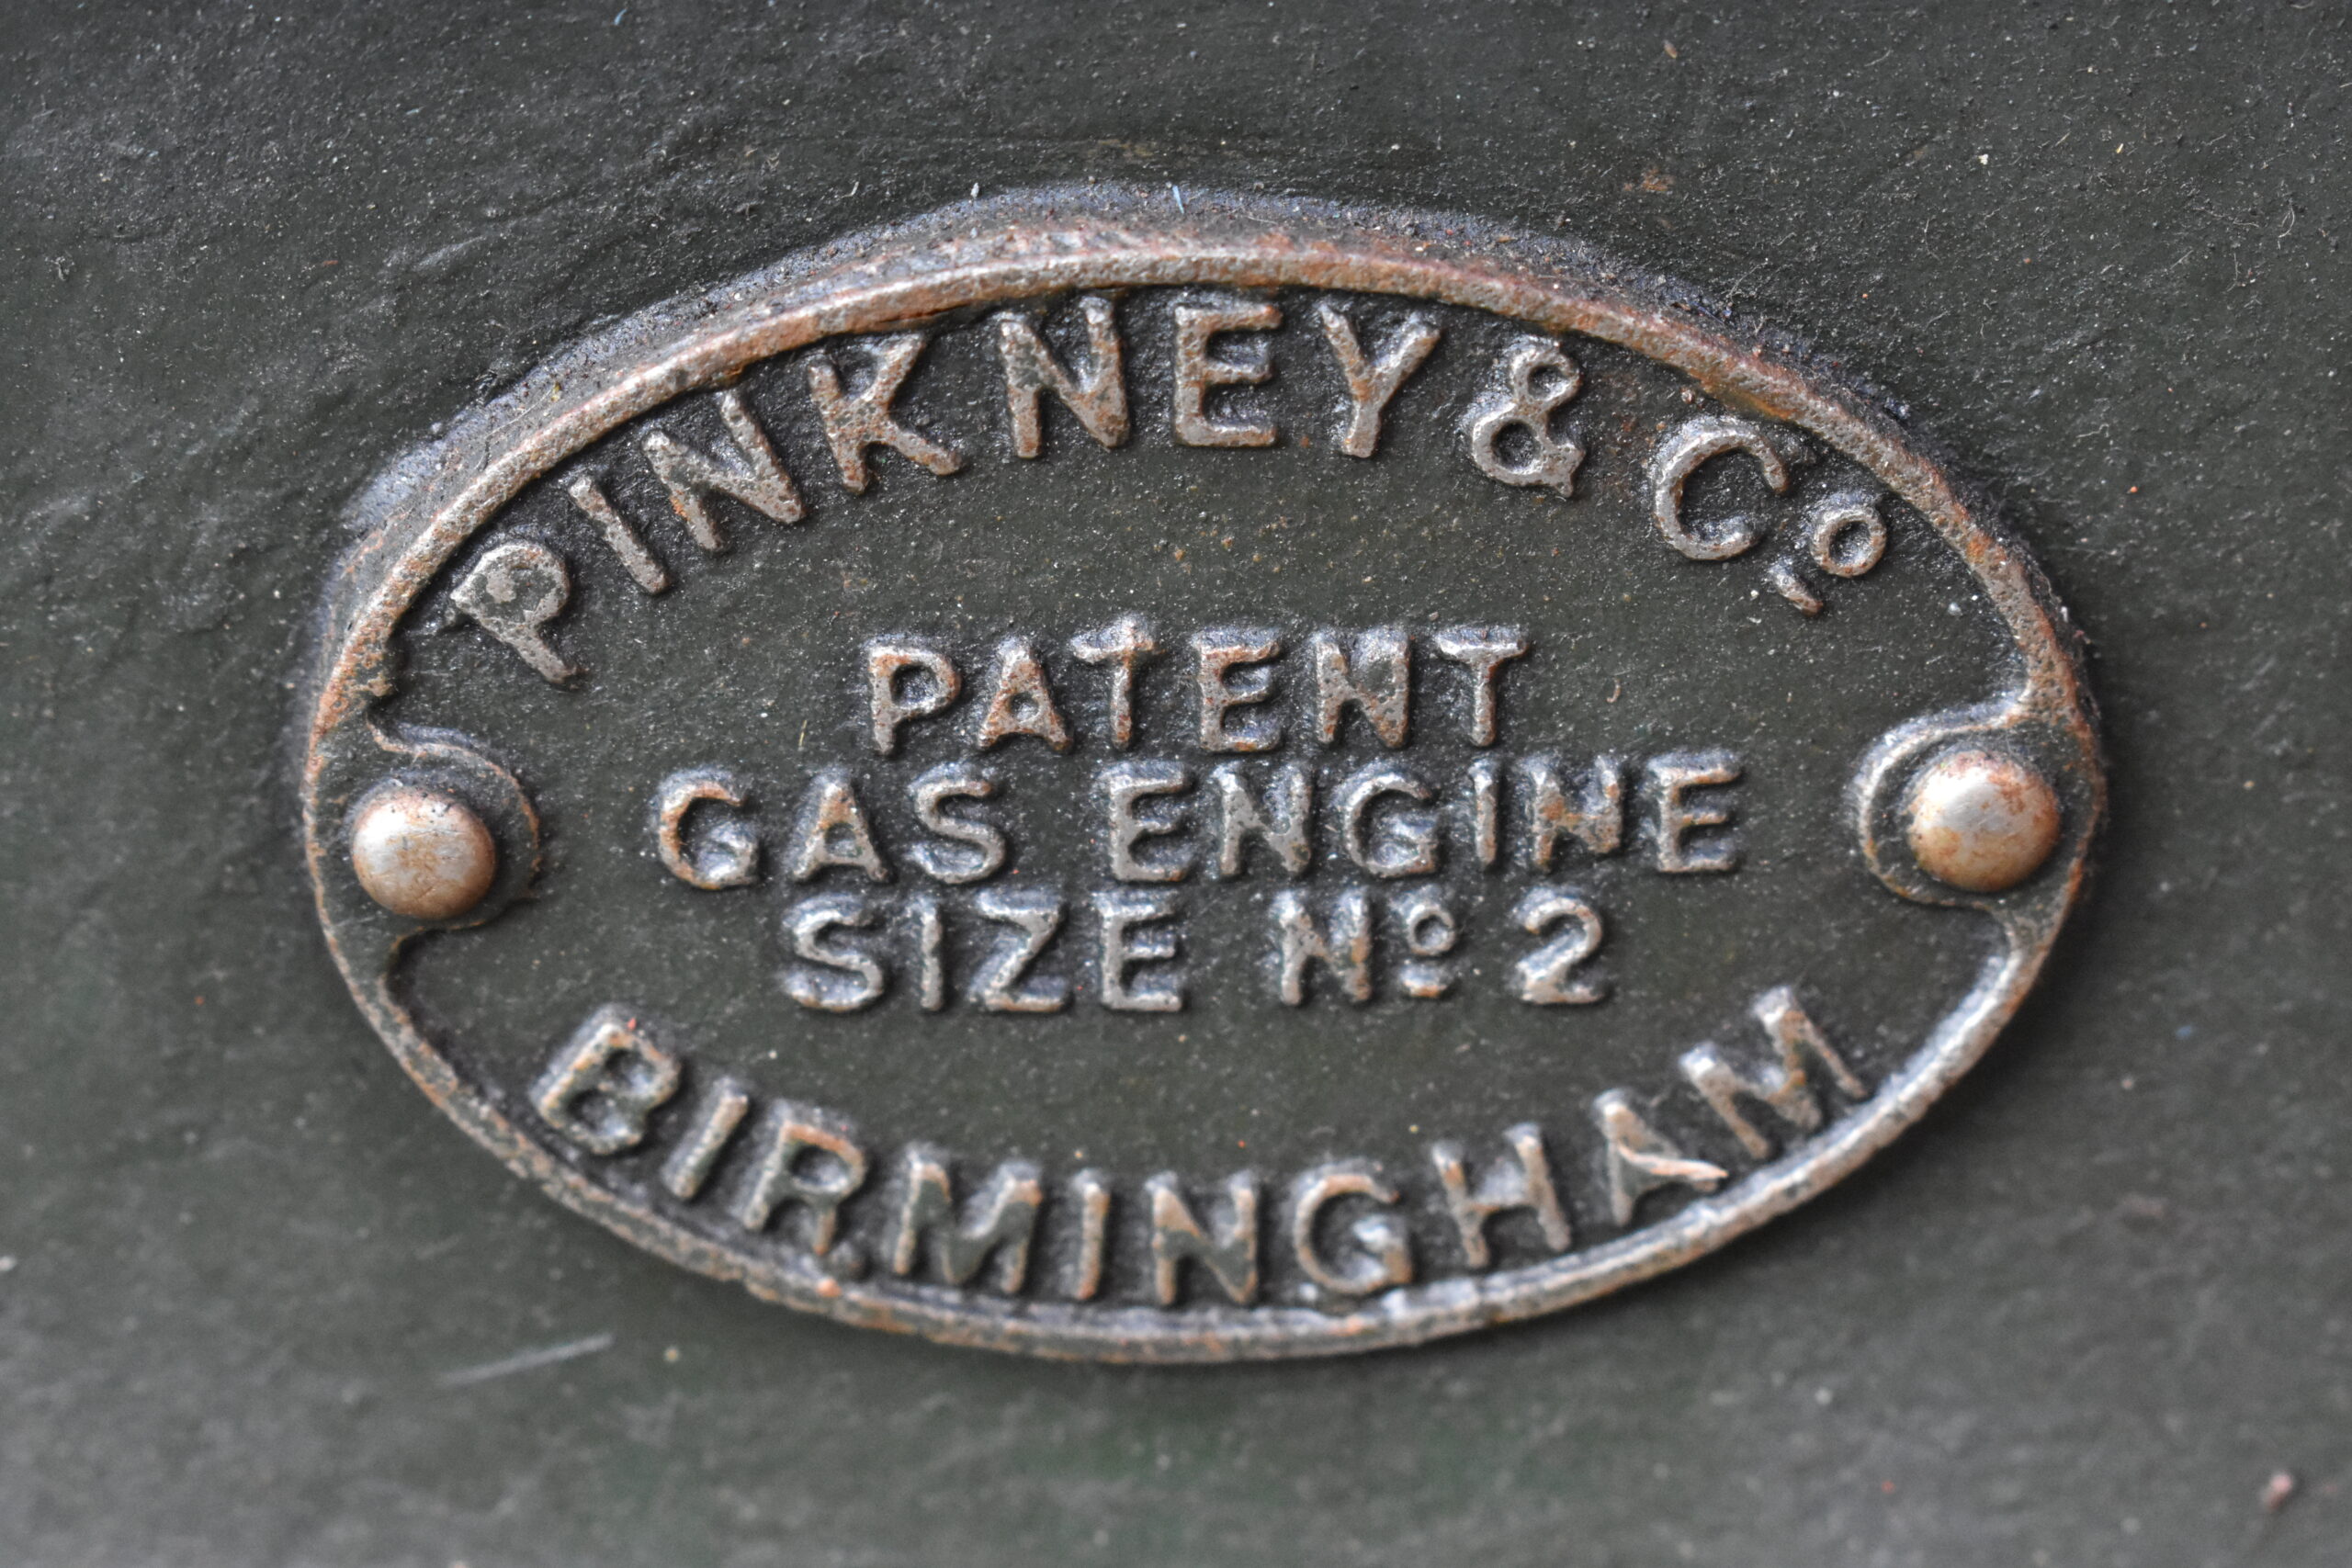 PINKNEY & Cº
PATENT
GAS ENGINE
SIZE Nº 2
BIRMINGHAM